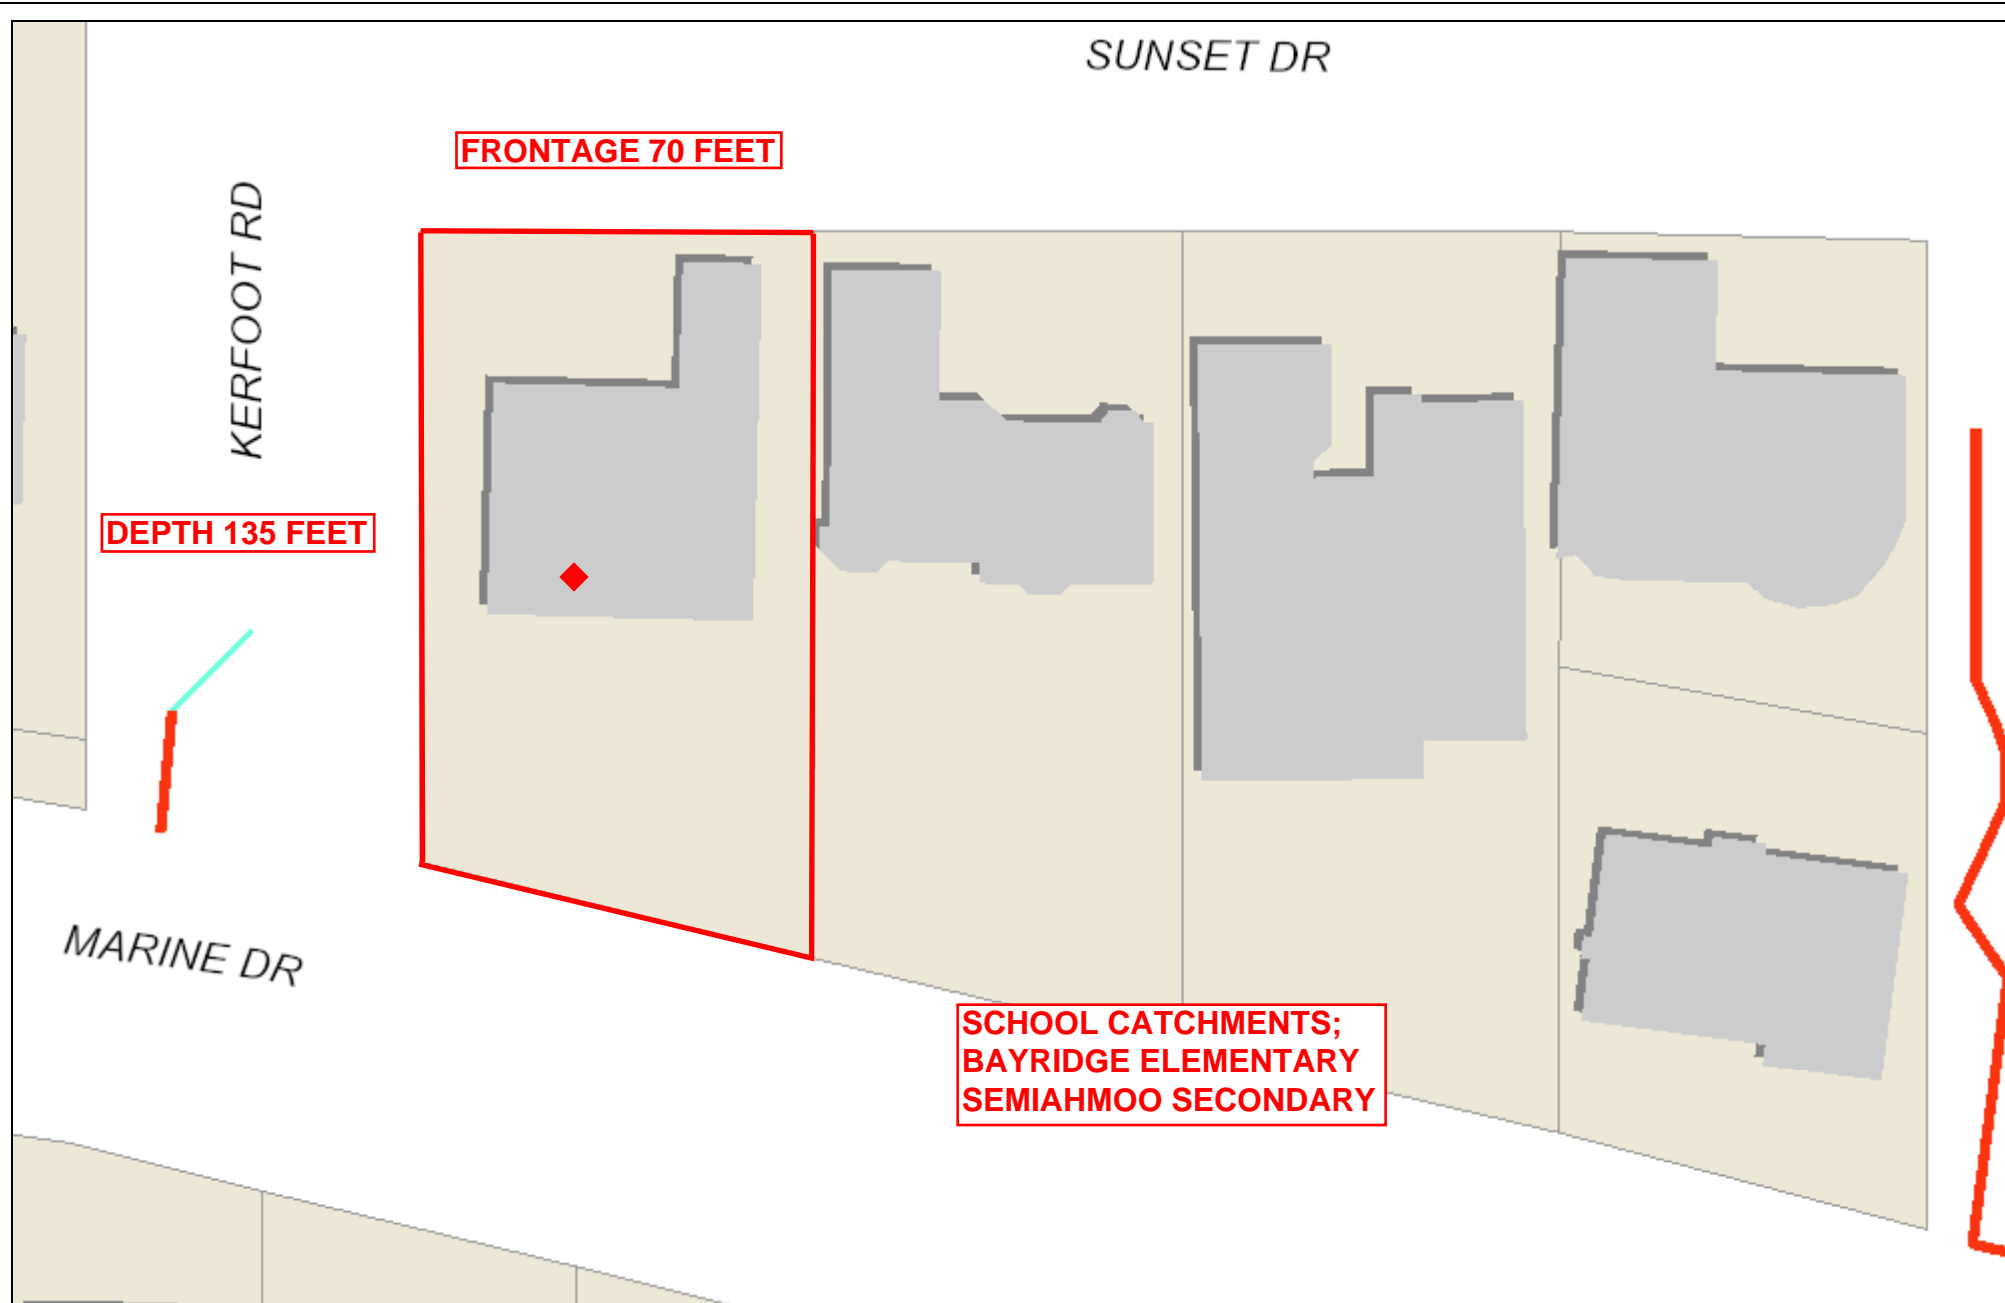 SUNSET DR
FRONTAGE 70 FEET
KERFOOT RD
DEPTH 135 FEET
MARINE DR
SCHOOL CATCHMENTS;
BAYRIDGE ELEMENTARY
SEMIAHMOO SECONDARY